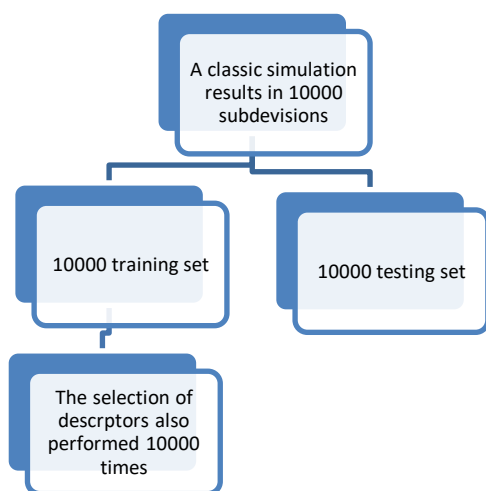 A classic simulation
results in 10000
subdevisions
10000 training set
10000 testing set
The selection of
descrptors also
performed 10000
times